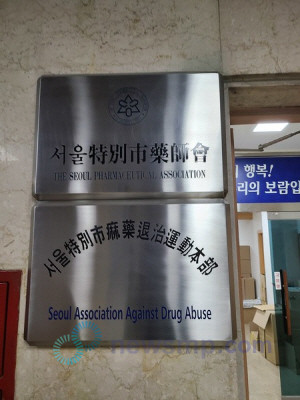 서울特別市藥師會
THE SEOUL PHARMACEUTICAL ASSOCIATION
서울特別市麻藥退治運動本部
Seoul Association Against Drug Abuse
행복!
리의 보람입